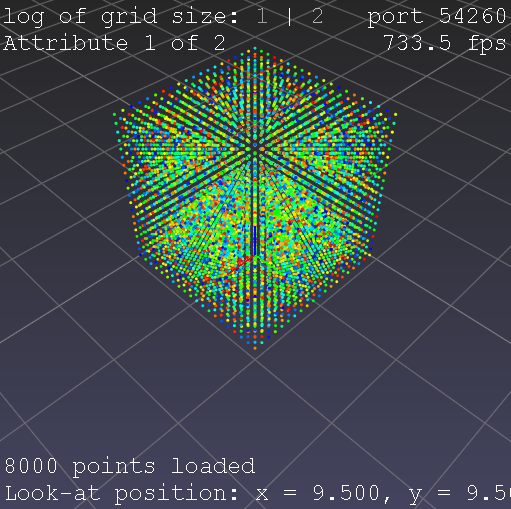 log of grid size: 1 | 2 port 54260
Attribute 1 of 2 733.5 fps
8000 points loaded
Look-at position: x = 9.500, y = 9.50